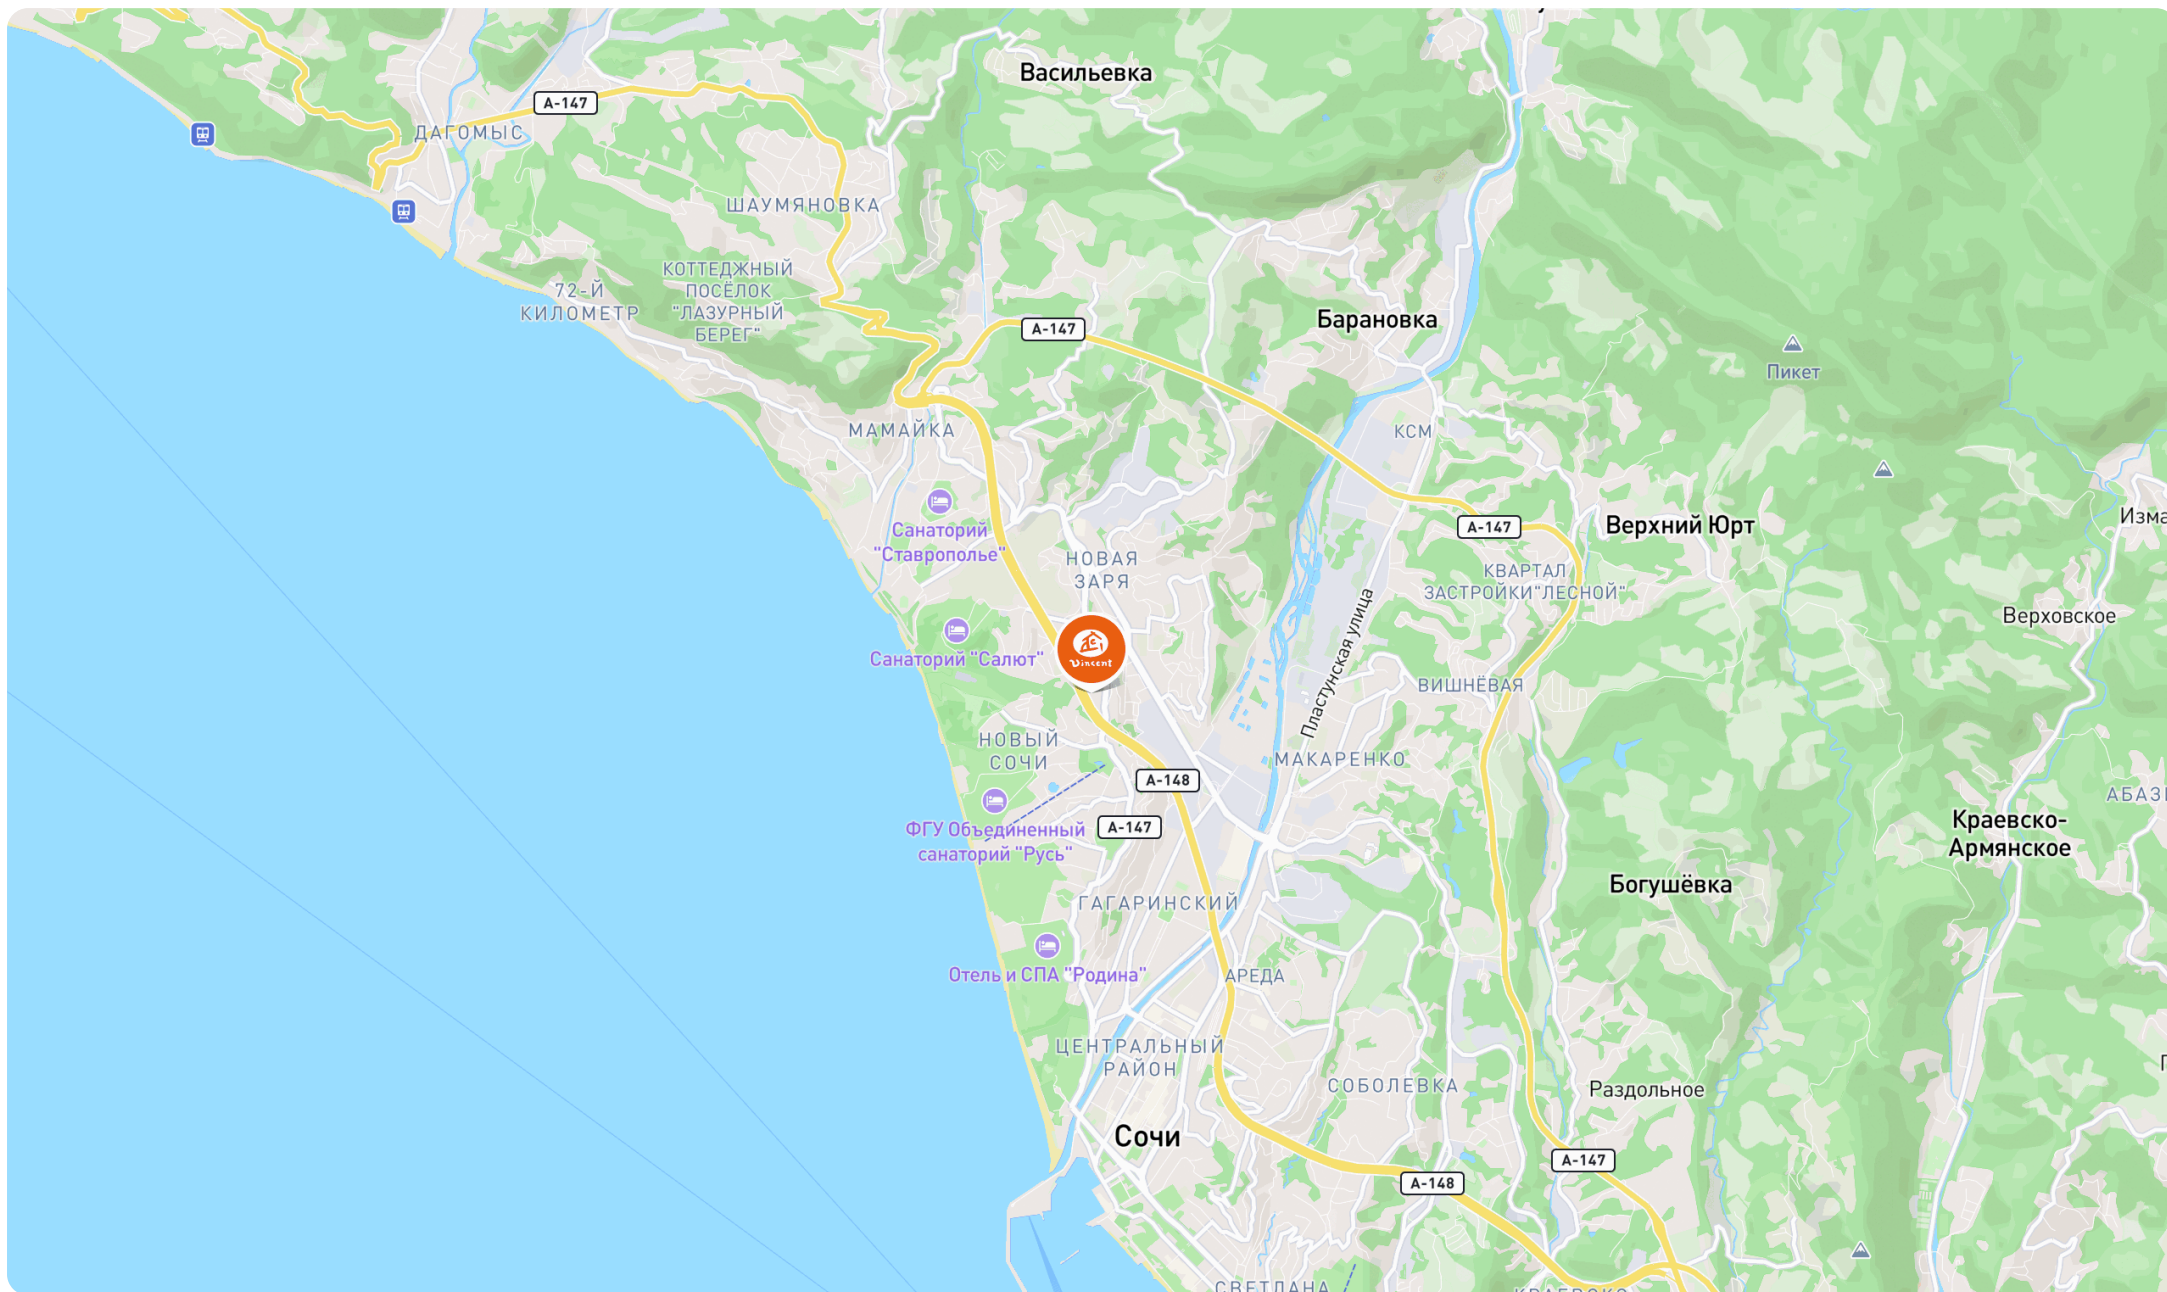 Васильевка
А-147
ДАГОМЫС
ШАУМЯНОВКА
КОТТЕДЖНЫЙ
ПОСЁЛОК
"ЛАЗУРНЫЙ
БЕРЕГ"
72-Й
КИЛОМЕТР
А-147
Барановка
Пикет
МАМАЙКА
КСМ
Санаторий
"Ставрополье"
А-147
Верхний Юрт
Изма
НОВАЯ
ЗАРЯ
КВАРТАЛ
ЗАСТРОЙКИ"ЛЕСНОЙ"
Верховское
Vincent
Санаторий "Салют"
Пластунская улица
ВИШНЁВАЯ
НОВЫЙ
СОЧИ
МАКАРЕНКО
А-148
АБАЗ
ФГУ Объединенный
санаторий "Русь"
А-147
Краевско-
Армянское
Богушёвка
ГАГАРИНСКИЙ
Отель и СПА "Родина"
АРЕДА
ЦЕНТРАЛЬНЫЙ
РАЙОН
СОБОЛЕВКА
Раздольное
Сочи
А-147
А-148
СВЕТЛАНА